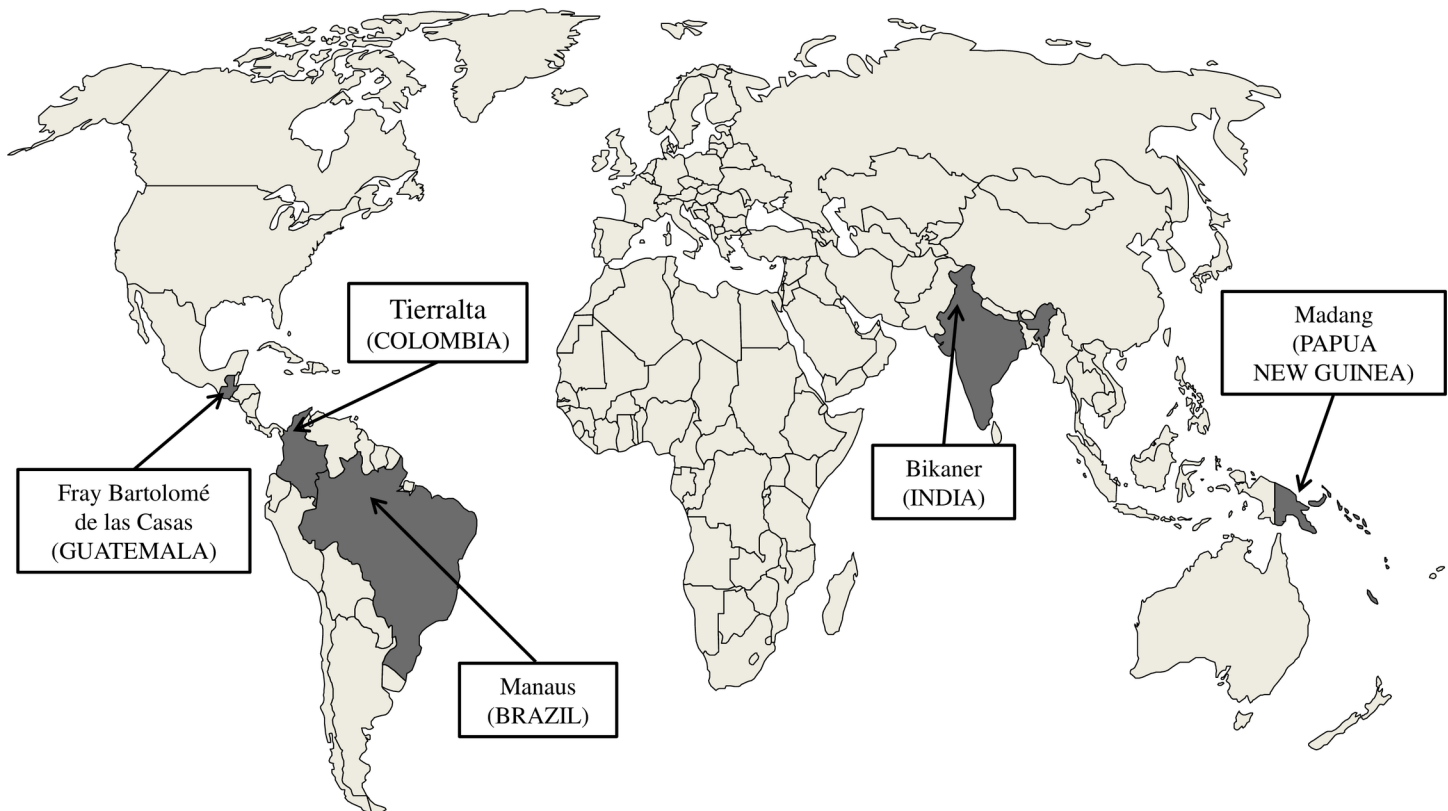 Tierralta
(COLOMBIA)
Madang
(PAPUA
NEW GUINEA)
Bikaner
(INDIA)
Fray Bartolomé
de las Casas
(GUATEMALA)
Manaus
(BRAZIL)